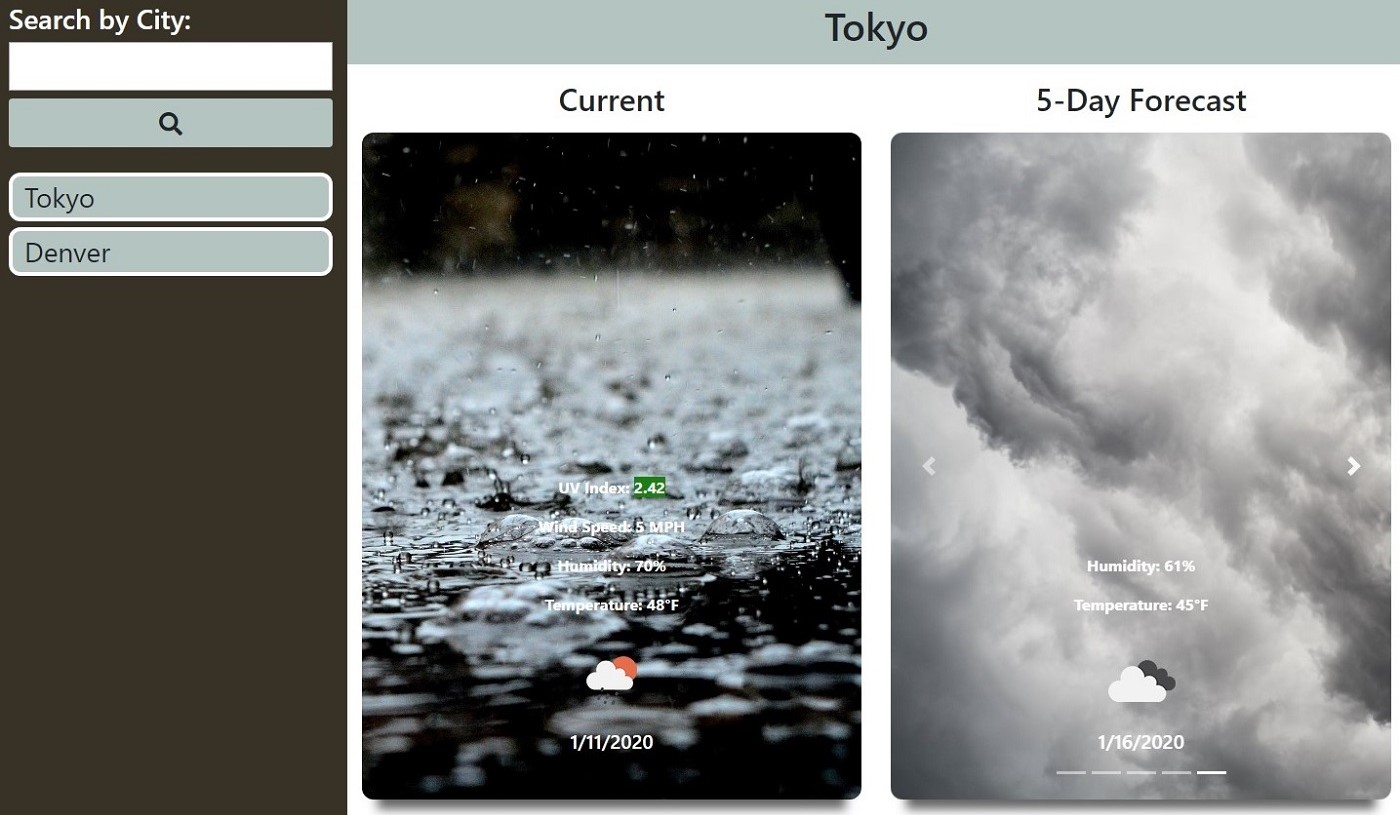 Search by City:
Tokyo
Denver
Tokyo
Current
UV Index: 2.42
Wind Speed: 5 MPH
Humidity: 70%
Temperature: 48°F
1/11/2020
5-Day Forecast
Humidity: 61%
Temperature: 45°F
1/16/2020